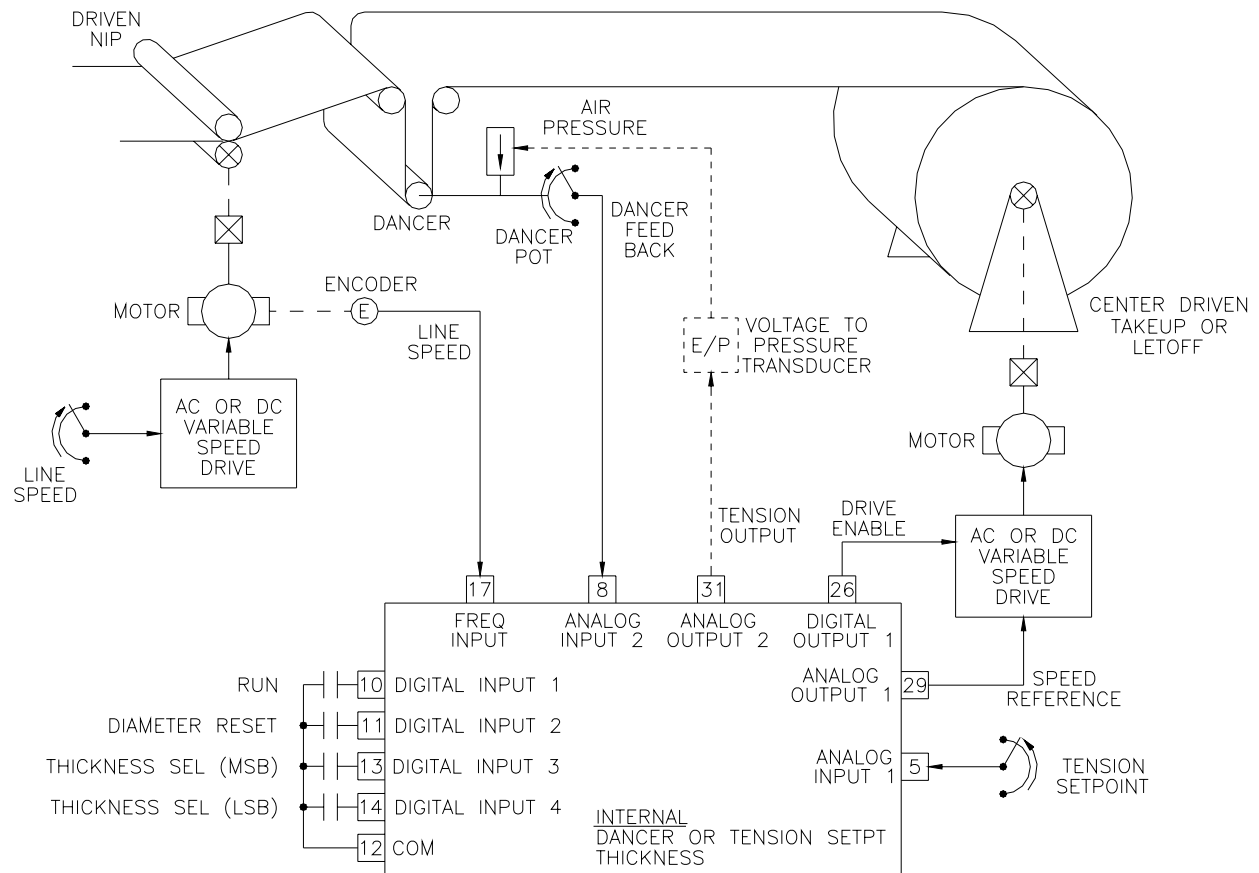 DRIVEN
NIP
AIR
PRESSURE
DANCER
DANCER
POT
DANCER
FEED
BACK
MOTOR
ENCODER
E
LINE
SPEED
E/P
VOLTAGE TO
PRESSURE
TRANSDUCER
CENTER DRIVEN
TAKEUP OR
LETOFF
AC OR DC
VARIABLE
SPEED
DRIVE
LINE
SPEED
MOTOR
TENSION
OUTPUT
DRIVE
ENABLE
AC OR DC
VARIABLE
SPEED
DRIVE
17
8
31
26
FREQ
INPUT
ANALOG
INPUT 2
ANALOG
OUTPUT 2
DIGITAL
OUTPUT 1
RUN
10
DIGITAL INPUT 1
ANALOG
OUTPUT 1
29
SPEED
REFERENCE
DIAMETER RESET
11
DIGITAL INPUT 2
THICKNESS SEL (MSB)
13
DIGITAL INPUT 3
ANALOG
INPUT 1
5
TENSION
SETPOINT
THICKNESS SEL (LSB)
14
DIGITAL INPUT 4
12
COM
INTERNAL
DANCER OR TENSION SETPT
THICKNESS